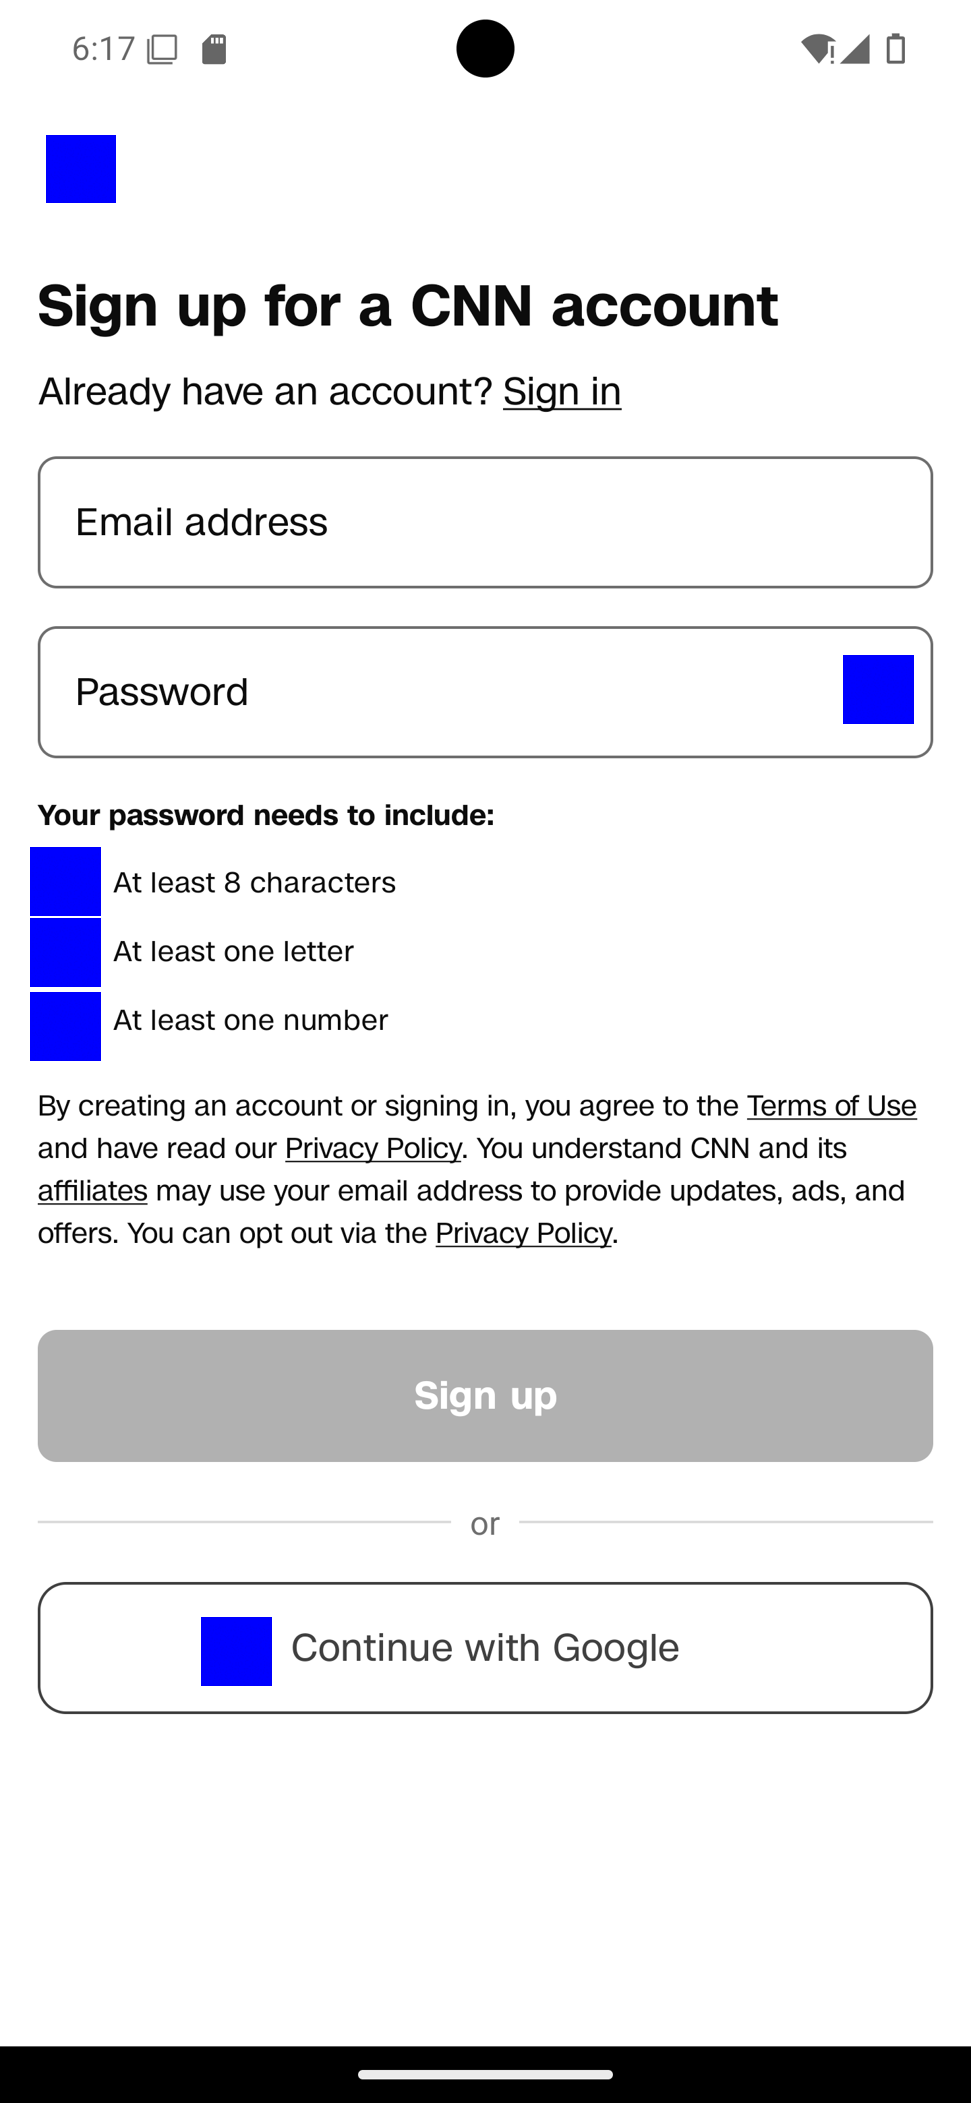 6:17
Sign up for a CNN account
Already have an account? Sign in
Email address
Password
Your password needs to include:
At least 8 characters
At least one letter
At least one number
By creating an account or signing in, you agree to the Terms of Use
and have read our Privacy Policy. You understand CNN and its
affiliates may use your email address to provide updates, ads, and
offers. You can opt out via the Privacy Policy.
Sign up
or
Continue with Google